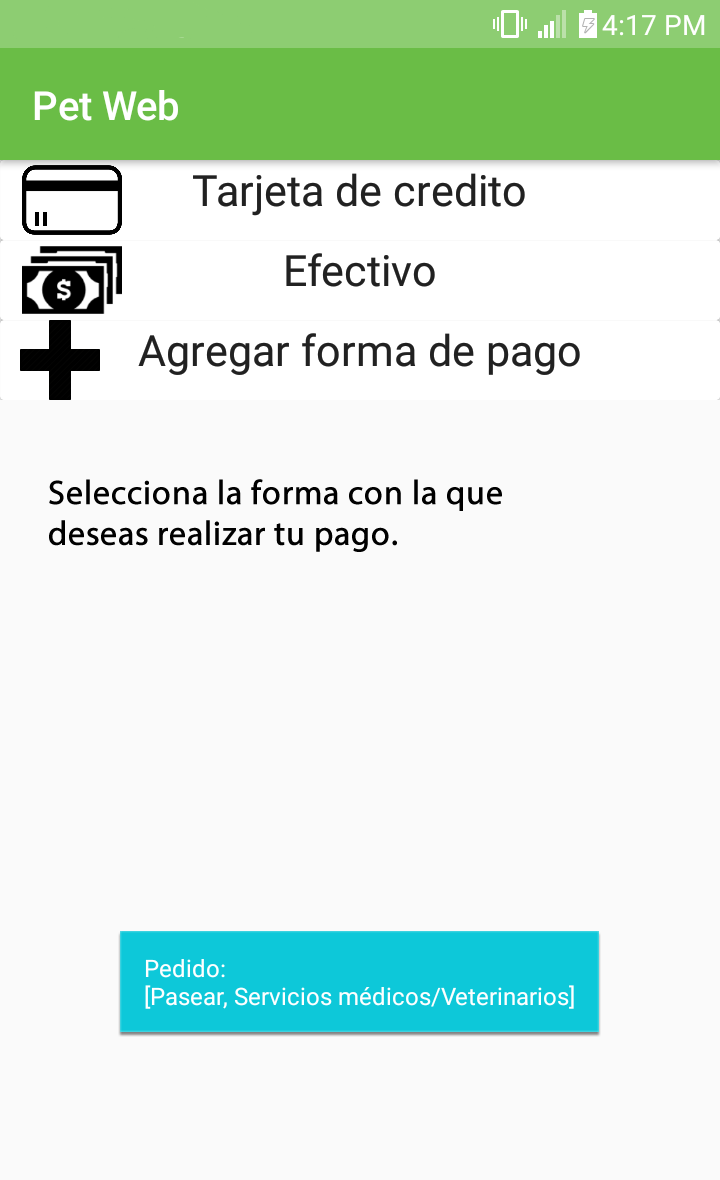 4:17 PM
Pet Web
Tarjeta de credito
Efectivo
Agregar forma de pago
Selecciona la forma con la que
deseas realizar tu pago.
Pedido:
[Pasear, Servicios médicos/Veterinarios]